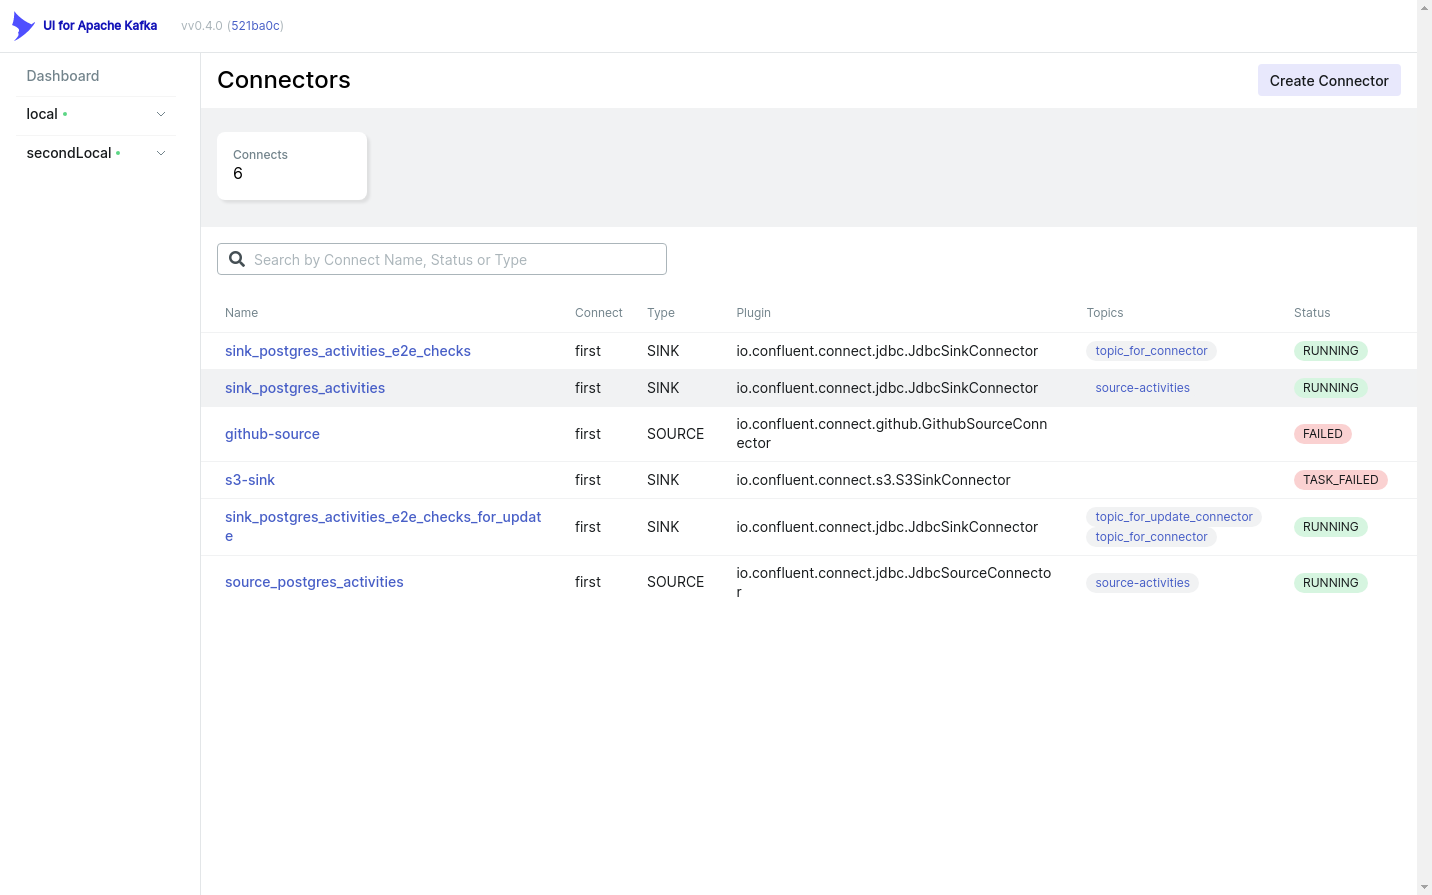 UI for Apache Kafka vv0.4.0 (521ba0c)
Dashboard
local
secondLocal
Connectors
Create Connector
Connects
6
Search by Connect Name, Status or Type
Name Connect Type Plugin Topics Status
sink_postgres_activities_e2e_checks first SINK io.confluent.connect.jdbc.JdbcSinkConnector topic_for_connector RUNNING
sink_postgres_activities first SINK io.confluent.connect.jdbc.JdbcSinkConnector source-activities RUNNING
github-source first SOURCE io.confluent.connect.github.GithubSourceConn
ector
FAILED
s3-sink first SINK io.confluent.connect.s3.S3SinkConnector TASK_FAILED
sink_postgres_activities_e2e_checks_for_updat
e
first SINK io.confluent.connect.jdbc.JdbcSinkConnector
topic_for_update_connector
topic_for_connector
RUNNING
source_postgres_activities first SOURCE io.confluent.connect.jdbc.JdbcSourceConnecto
r
source-activities RUNNING